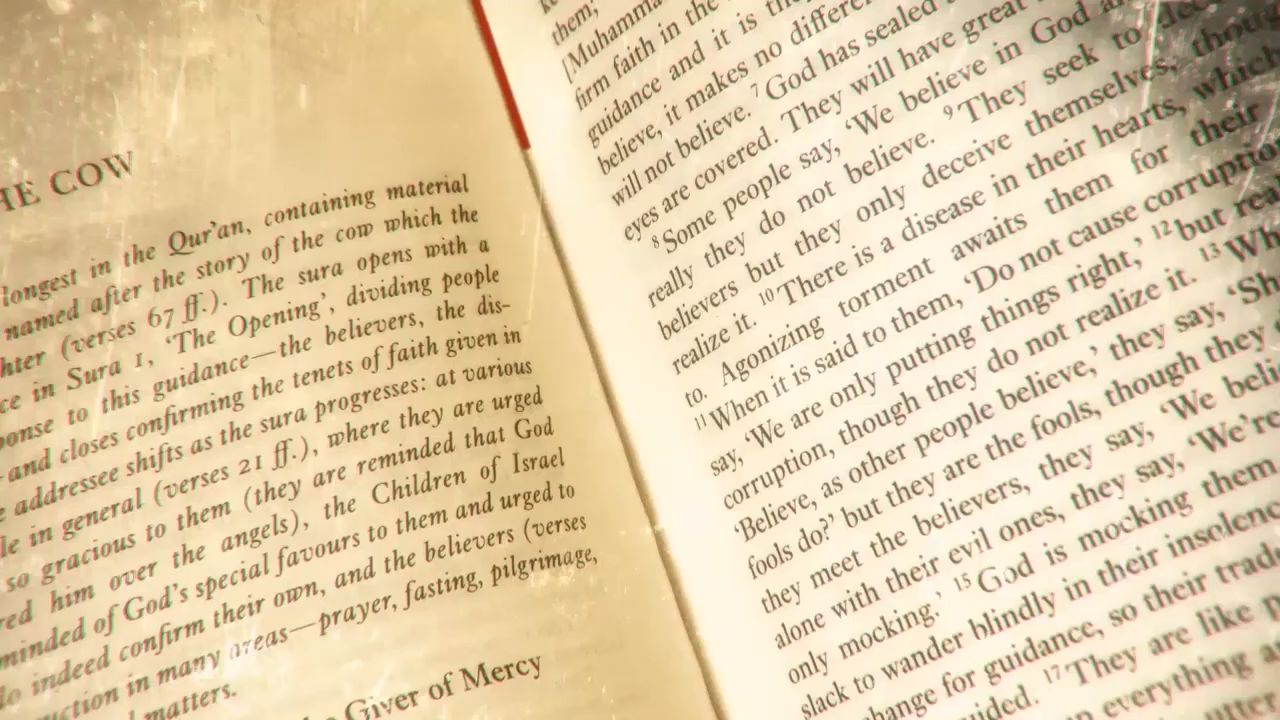 HE COW
longest in the Qur'an, containing material
named after the story of the cow which the
hter (verses 67 ff.). The sura opens with a
ce in Sura 1, 'The Opening', dividing people
onse to this guidance—the believers, the dis-
and closes confirming the tenets of faith given in
addressee shifts as the sura progresses: at various
le in general (verses 21 ff.), where they are urged
so gracious to them (they are reminded that God
red him over the angels), the Children of Israel
minded of God's special favours to them and urged to
do indeed confirm their own, and the believers (verses
uction in many areas—prayer, fasting, pilgrimage,
matters.
Giver of Mercy
them;
[Muhamma
firm faith in the
guidance and it is
believe, it makes no differe
will not believe. 7 God has sealed
eyes are covered. They will have great
8 Some people say, 'We believe in God
really they do not believe. 9 They seek to
believers but they only deceive themselves, though
realize it. 10 There is a disease in their hearts, which
to. Agonizing torment awaits them for their
11 When it is said to them, 'Do not cause corruption
say, 'We are only putting things right,' 12 but rea
corruption, though they do not realize it. 13 Whe
'Believe, as other people believe,' they say, 'Sh
fools do?' but they are the fools, though they
they meet the believers, they say, 'We beli
alone with their evil ones, they say, 'We're
only mocking.' 15 God is mocking them
slack to wander blindly in their insolenc
hange for guidance, so their trad
uided. 17 They are like p
everything a
utter